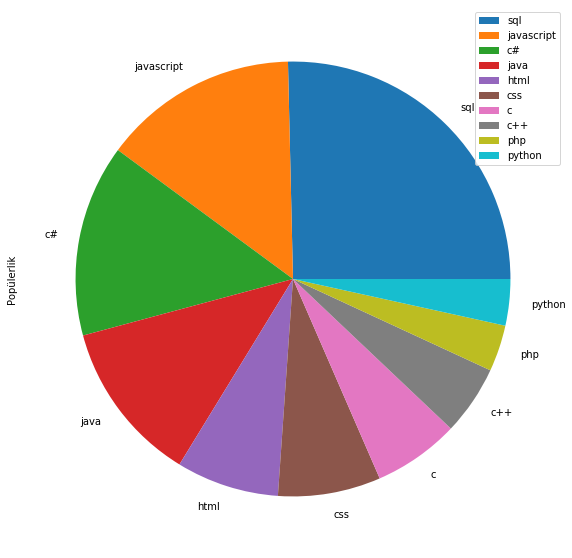 sql
javascript
c#
java
html
css
c
c++
php
python
javascript
sql
c#
Popülerlik
python
php
c++
java
c
html
css